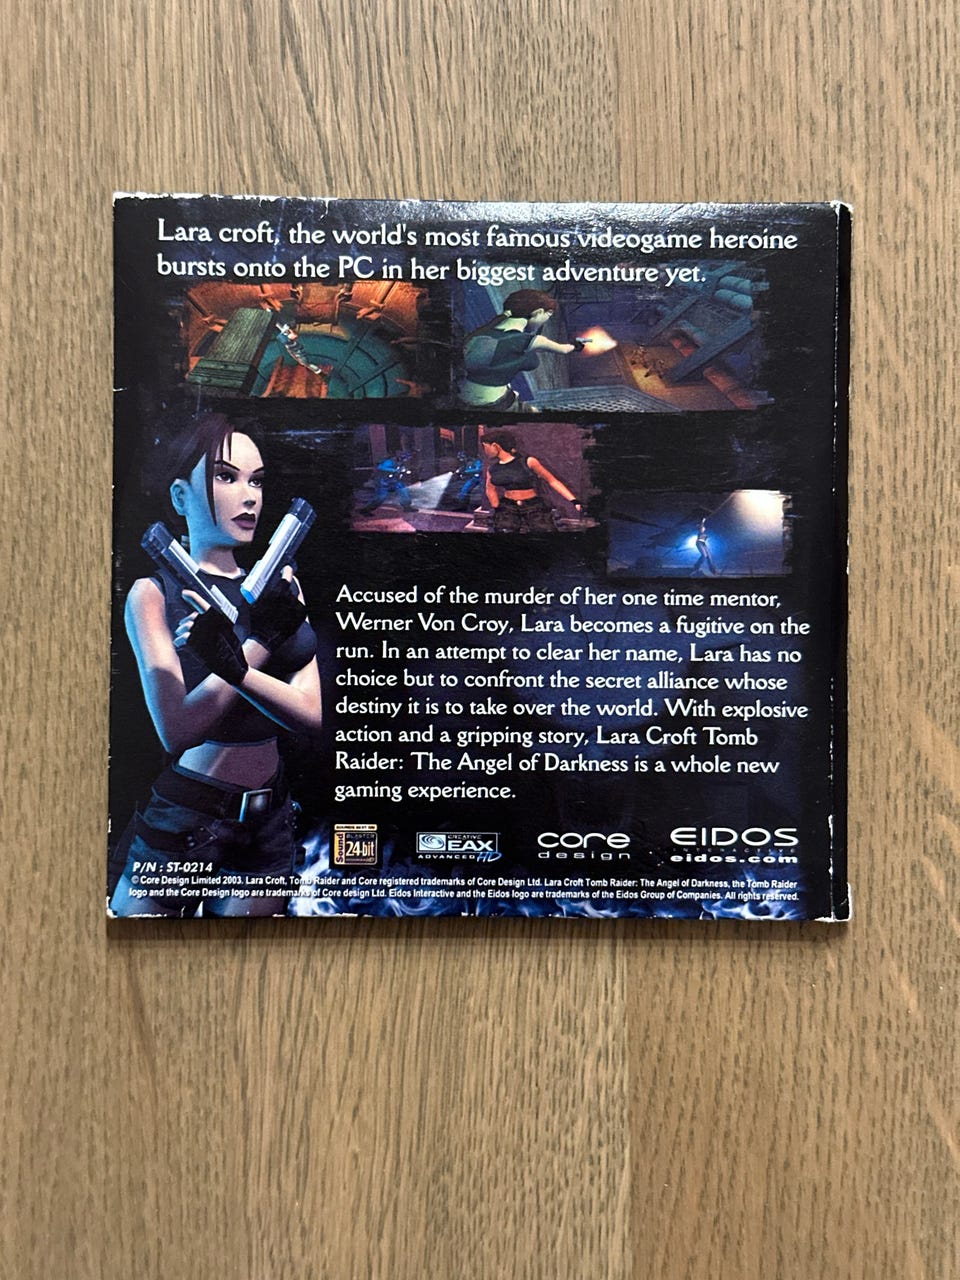 Lara croft, the world's most famous videogame heroine
bursts onto the PC in her biggest adventure yet.
Accused of the murder of her one time mentor,
Werner Von Croy, Lara becomes a fugitive on the
run. In an attempt to clear her name, Lara has no
choice but to confront the secret alliance whose
destiny it is to take over the world. With explosive
action and a gripping story, Lara Croft Tomb
Raider: The Angel of Darkness is a whole new
gaming experience.
Sound
BLASTER
24-bit
CREATIVE
EAX
ADVANCED HD
core
design
EIDOS
INTERACTIVE
eidos.com
P/N : ST-0214
© Core Design Limited 2003. Lara Croft, Tomb Raider and Core registered trademarks of Core Design Ltd. Lara Croft Tomb Raider: The Angel of Darkness, the Tomb Raider
logo and the Core Design logo are trademarks of Core design Ltd. Eidos Interactive and the Eidos logo are trademarks of the Eidos Group of Companies. All rights reserved.